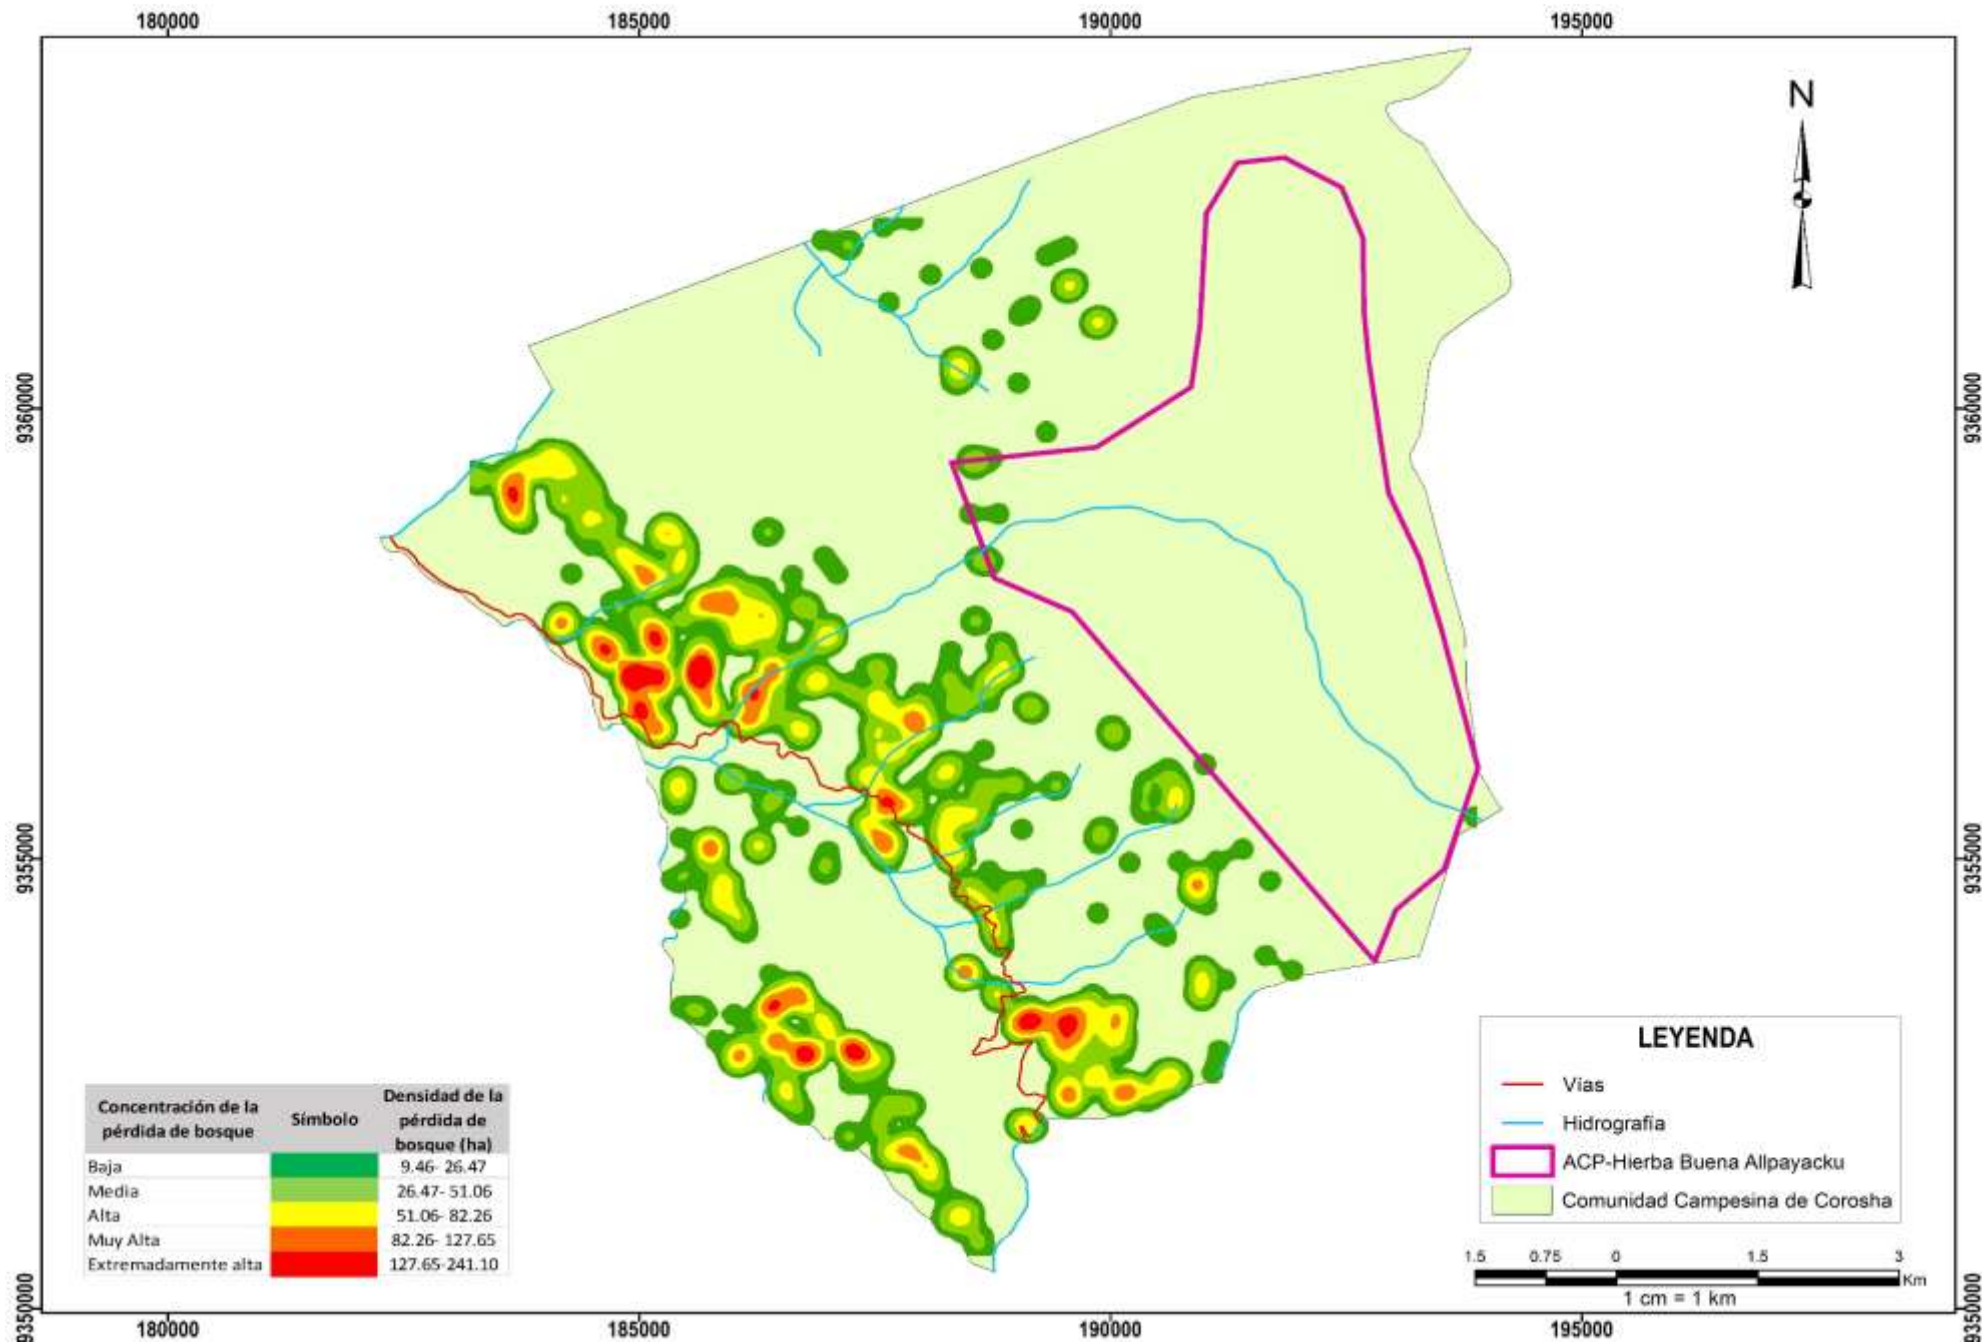 180000 185000 190000 195000
N
9360000 9360000
9355000 9355000
9350000 9350000
Concentración de la pérdida de bosque Símbolo Densidad de la pérdida de bosque (ha)
Baja 9.46- 26.47
Media 26.47- 51.06
Alta 51.06- 82.26
Muy Alta 82.26- 127.65
Extremadamente alta 127.65-241.10
LEYENDA
Vías
Hidrografía
ACP-Hierba Buena Allpayacku
Comunidad Campesina de Corosha
1.5 0.75 0 1.5 3
Km
1 cm = 1 km
180000 185000 190000 195000